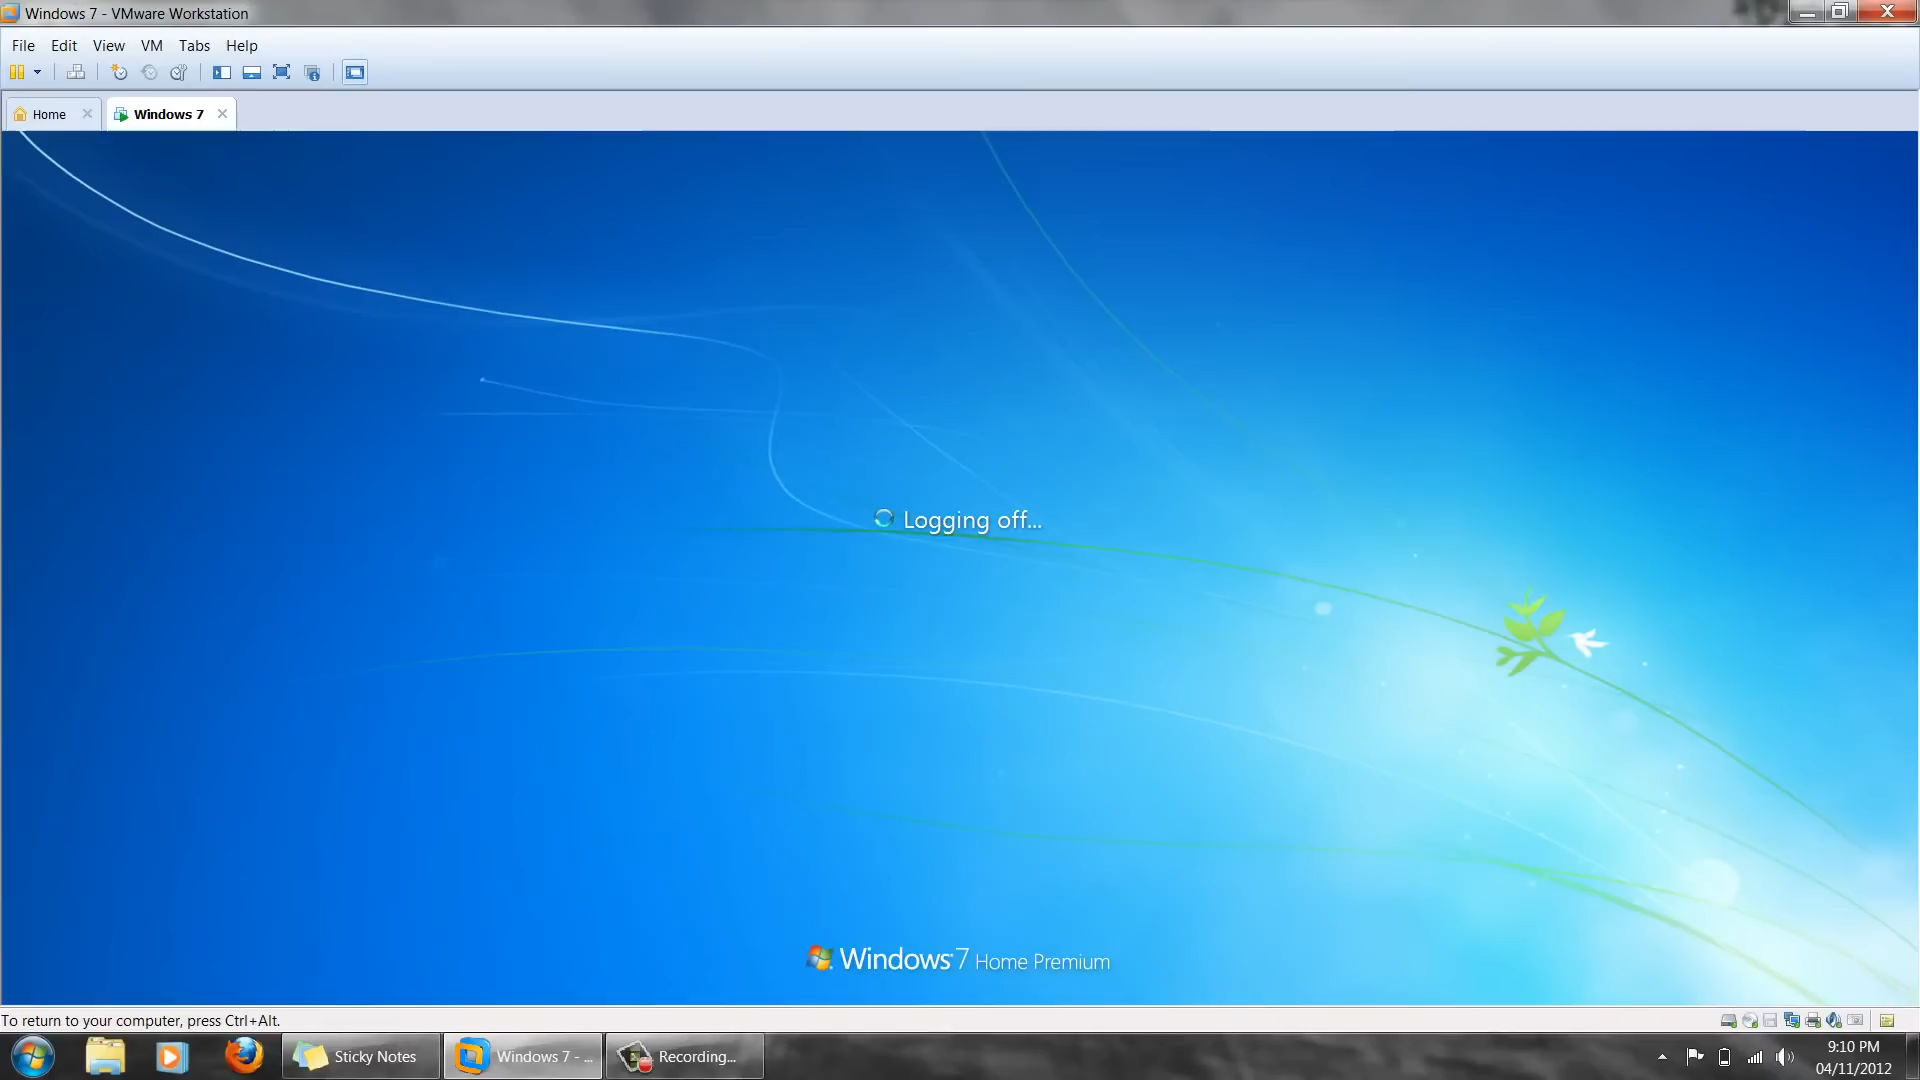 Windows 7 - VMware Workstation
File Edit View VM Tabs Help
Home Windows 7
Logging off...
Windows 7 Home Premium
To return to your computer, press Ctrl+Alt.
Sticky Notes Windows 7 - ... Recording...
9:10 PM
04/11/2012